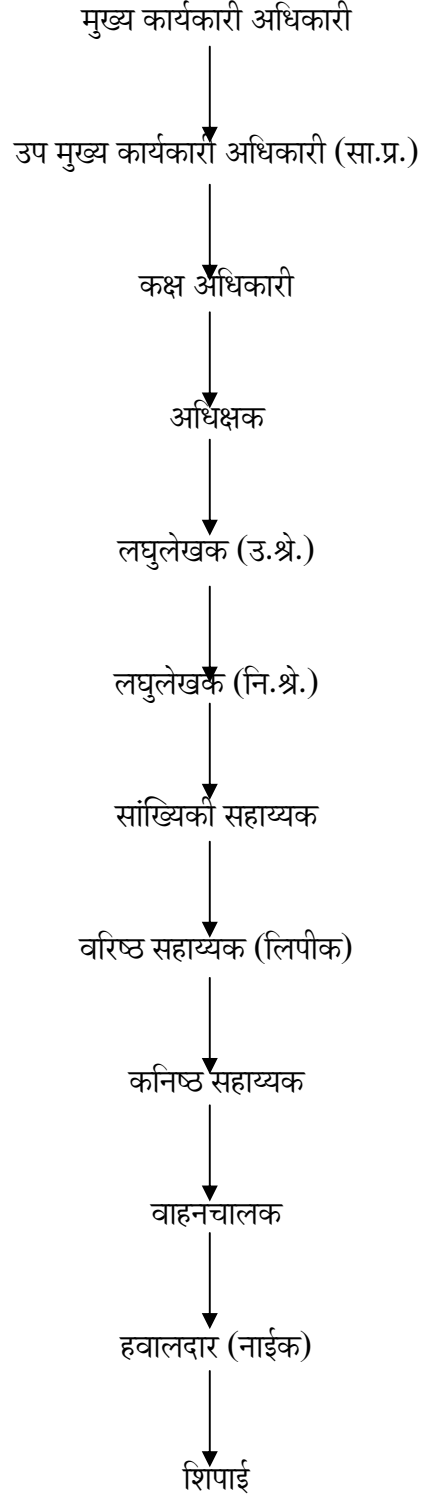 मुख्य कार्यकारी अधिकारी
उप मुख्य कार्यकारी अधिकारी (सा.प्र.)
कक्ष अधिकारी
अधिक्षक
लघुलेखक (उ.श्रे.)
लघुलेखक (नि.श्रे.)
सांख्यिकी सहाय्यक
वरिष्ठ सहाय्यक (लिपीक)
कनिष्ठ सहाय्यक
वाहनचालक
हवालदार (नाईक)
शिपाई